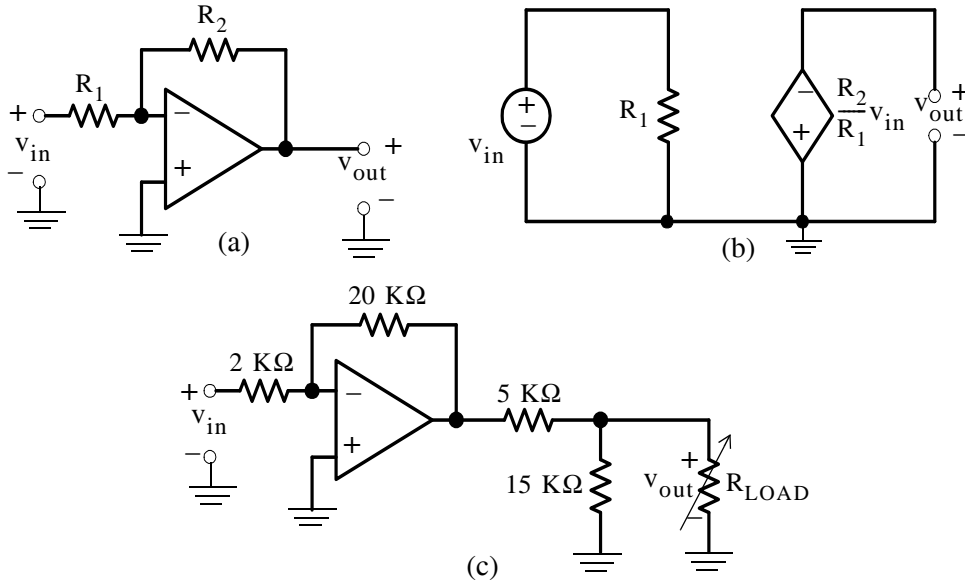 R2
R1
+
−
+
vin
−
vout
+
−
(a)
vin
+
−
R1
−
+
R2
R1
vin
vout
+
−
(b)
20 KΩ
2 KΩ
+
−
+
vin
−
5 KΩ
15 KΩ
+
vout
−
RLOAD
(c)